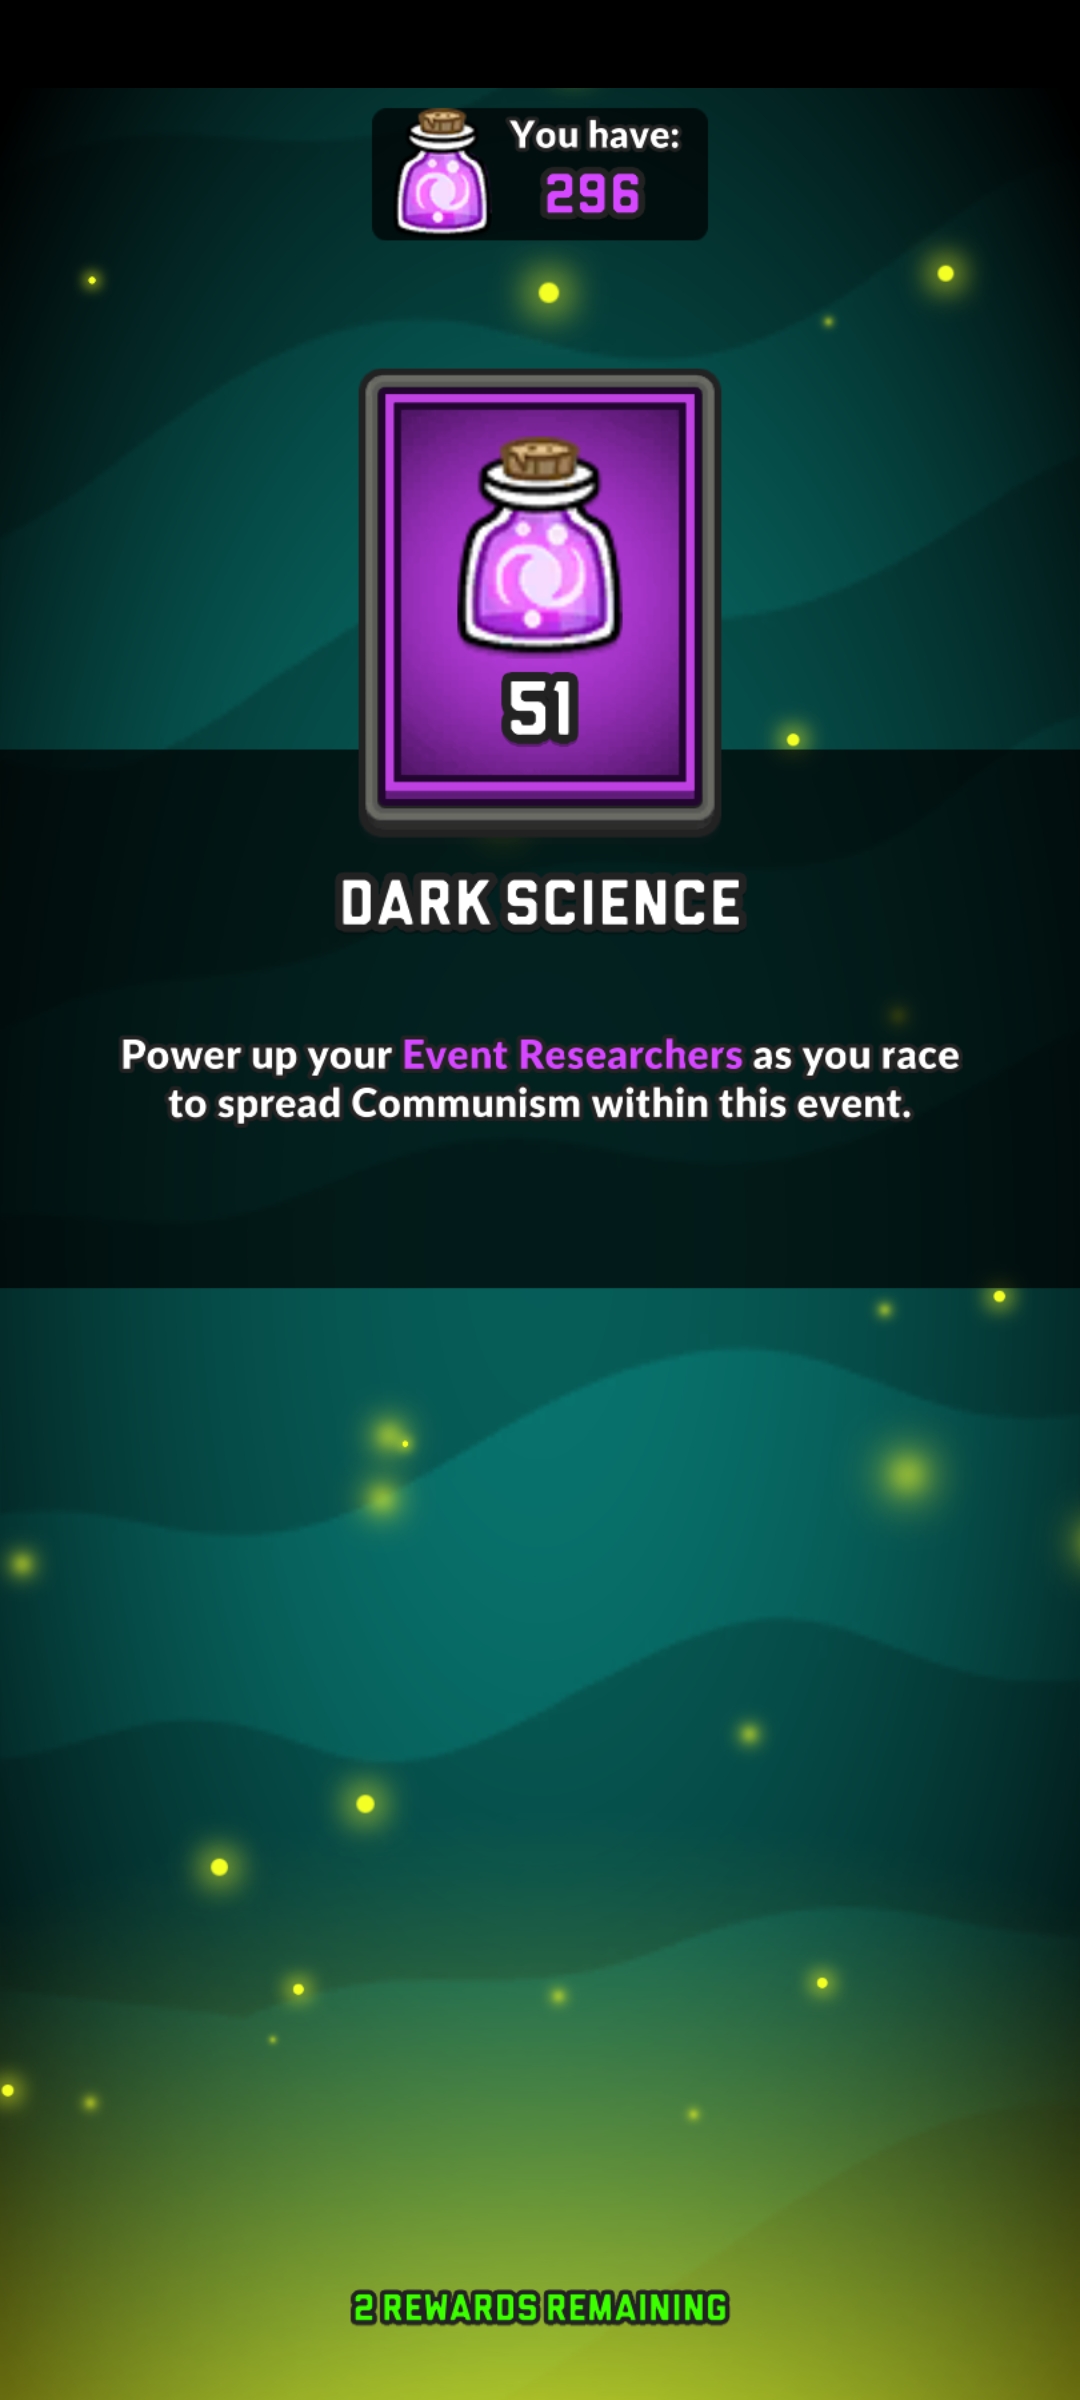 You have:
296
51
DARK SCIENCE
Power up your Event Researchers as you race
to spread Communism within this event.
2 REWARDS REMAINING